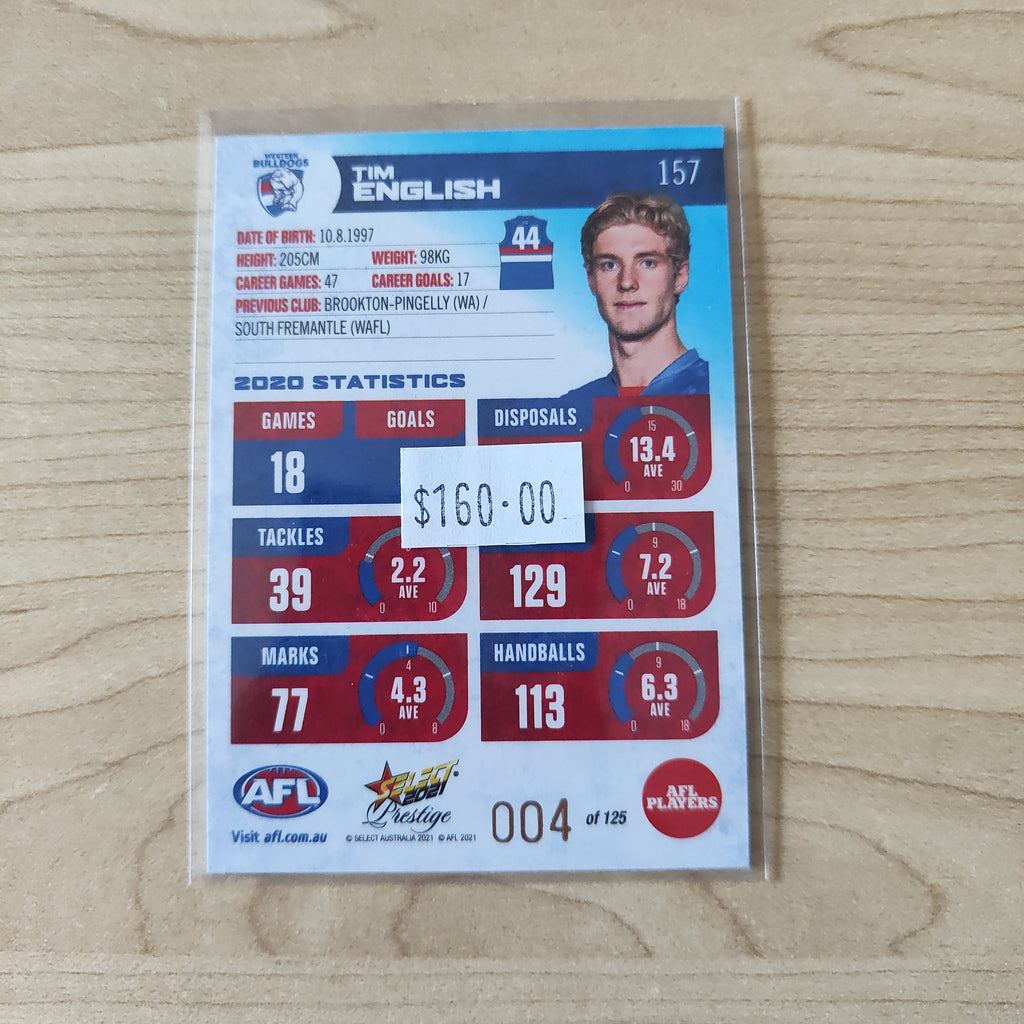 WESTERN BULLDOGS
TIM
ENGLISH
157
DATE OF BIRTH: 10.8.1997
HEIGHT: 205CM WEIGHT: 98KG
CAREER GAMES: 47 CAREER GOALS: 17
PREVIOUS CLUB: BROOKTON-PINGELLY (WA) /
SOUTH FREMANTLE (WAFL)
44
2020 STATISTICS
GAMES GOALS DISPOSALS
18
15
13.4
AVE
0 30
$160.00
TACKLES
39
2.2
AVE
0 10
129
9
7.2
AVE
0 18
MARKS
77
4
4.3
AVE
0 8
HANDBALLS
113
9
6.3
AVE
0 18
AFL
Visit afl.com.au
SELECT
2021
Prestige
© SELECT AUSTRALIA 2021 © AFL 2021
004 of 125
AFL
PLAYERS